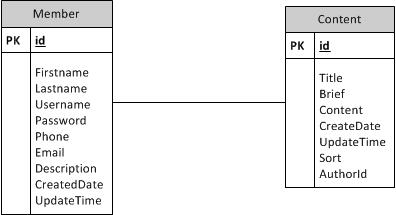 Member
PK id
Firstname
Lastname
Username
Password
Phone
Email
Description
CreatedDate
UpdateTime
Content
PK id
Title
Brief
Content
CreateDate
UpdateTime
Sort
AuthorId